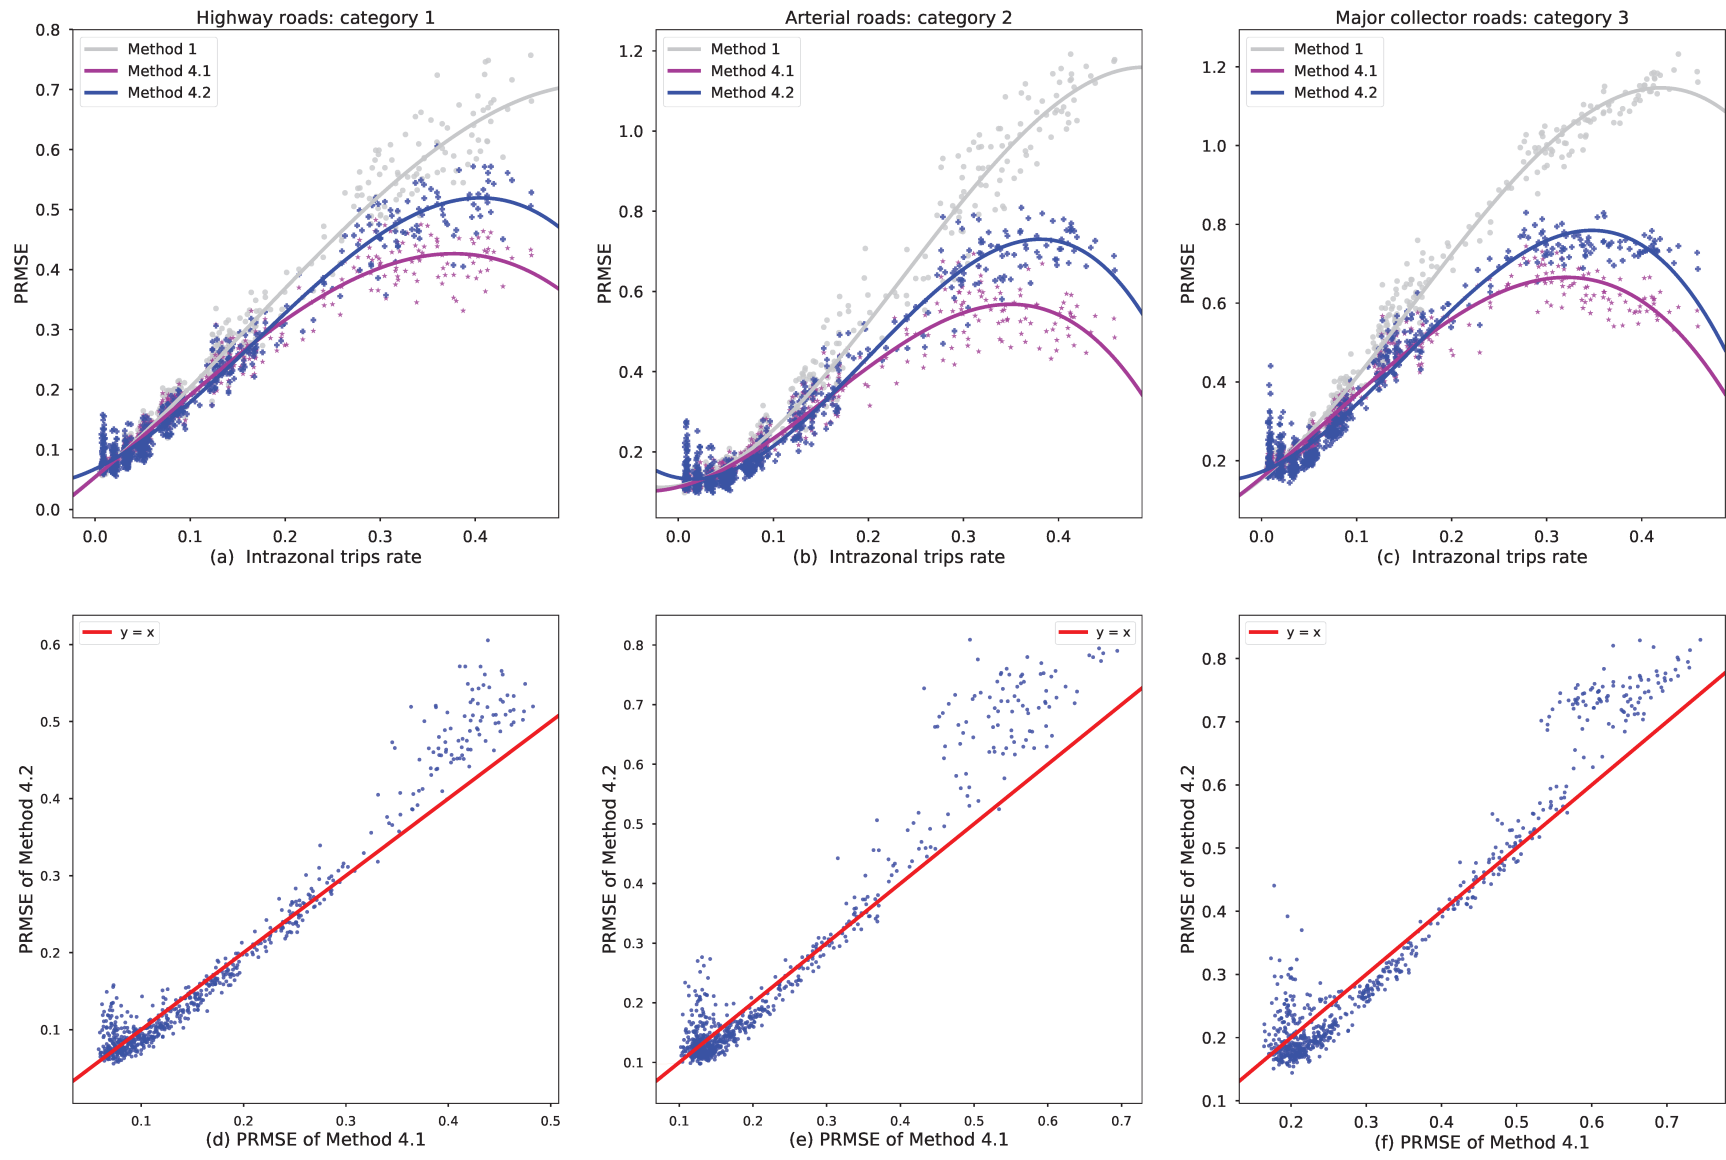 Highway roads: category 1
Method 1
Method 4.1
Method 4.2
PRMSE
0.8
0.7
0.6
0.5
0.4
0.3
0.2
0.1
0.0
0.0 0.1 0.2 0.3 0.4
(a) Intrazonal trips rate
Arterial roads: category 2
Method 1
Method 4.1
Method 4.2
PRMSE
1.2
1.0
0.8
0.6
0.4
0.2
0.0 0.1 0.2 0.3 0.4
(b) Intrazonal trips rate
Major collector roads: category 3
Method 1
Method 4.1
Method 4.2
PRMSE
1.2
1.0
0.8
0.6
0.4
0.2
0.0 0.1 0.2 0.3 0.4
(c) Intrazonal trips rate
y = x
PRMSE of Method 4.2
0.6
0.5
0.4
0.3
0.2
0.1
0.1 0.2 0.3 0.4 0.5
(d) PRMSE of Method 4.1
y = x
PRMSE of Method 4.2
0.8
0.7
0.6
0.5
0.4
0.3
0.2
0.1
0.1 0.2 0.3 0.4 0.5 0.6 0.7
(e) PRMSE of Method 4.1
y = x
PRMSE of Method 4.2
0.8
0.7
0.6
0.5
0.4
0.3
0.2
0.1
0.2 0.3 0.4 0.5 0.6 0.7
(f) PRMSE of Method 4.1